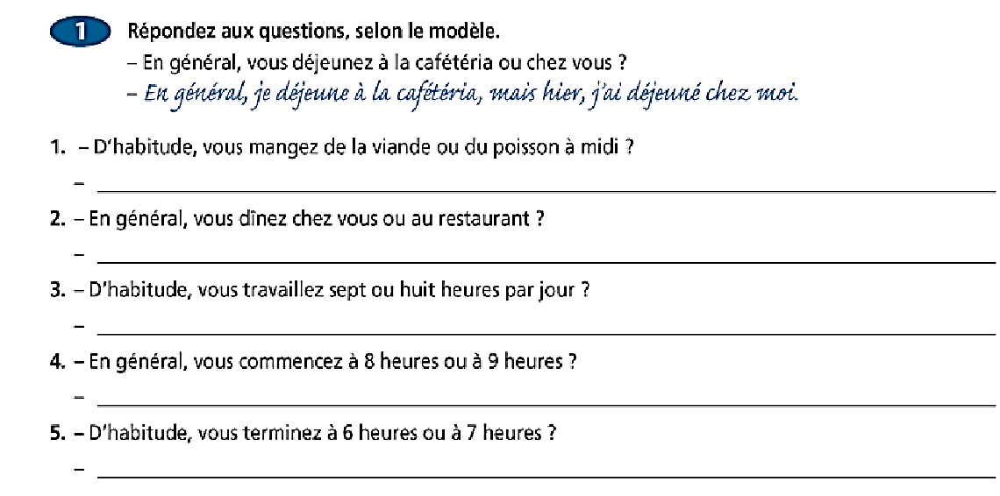 1 Répondez aux questions, selon le modèle.
– En général, vous déjeunez à la cafétéria ou chez vous ?
– En général, je déjeune à la cafétéria, mais hier, j'ai déjeuné chez moi.
1. – D'habitude, vous mangez de la viande ou du poisson à midi ?
–
2. – En général, vous dînez chez vous ou au restaurant ?
–
3. – D'habitude, vous travaillez sept ou huit heures par jour ?
–
4. – En général, vous commencez à 8 heures ou à 9 heures ?
–
5. – D'habitude, vous terminez à 6 heures ou à 7 heures ?
–